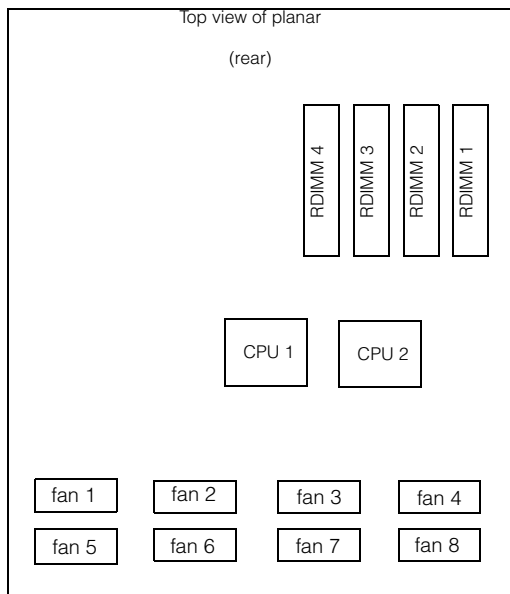 Top view of planar
(rear)
RDIMM 4
RDIMM 3
RDIMM 2
RDIMM 1
CPU 1
CPU 2
fan 1
fan 2
fan 3
fan 4
fan 5
fan 6
fan 7
fan 8